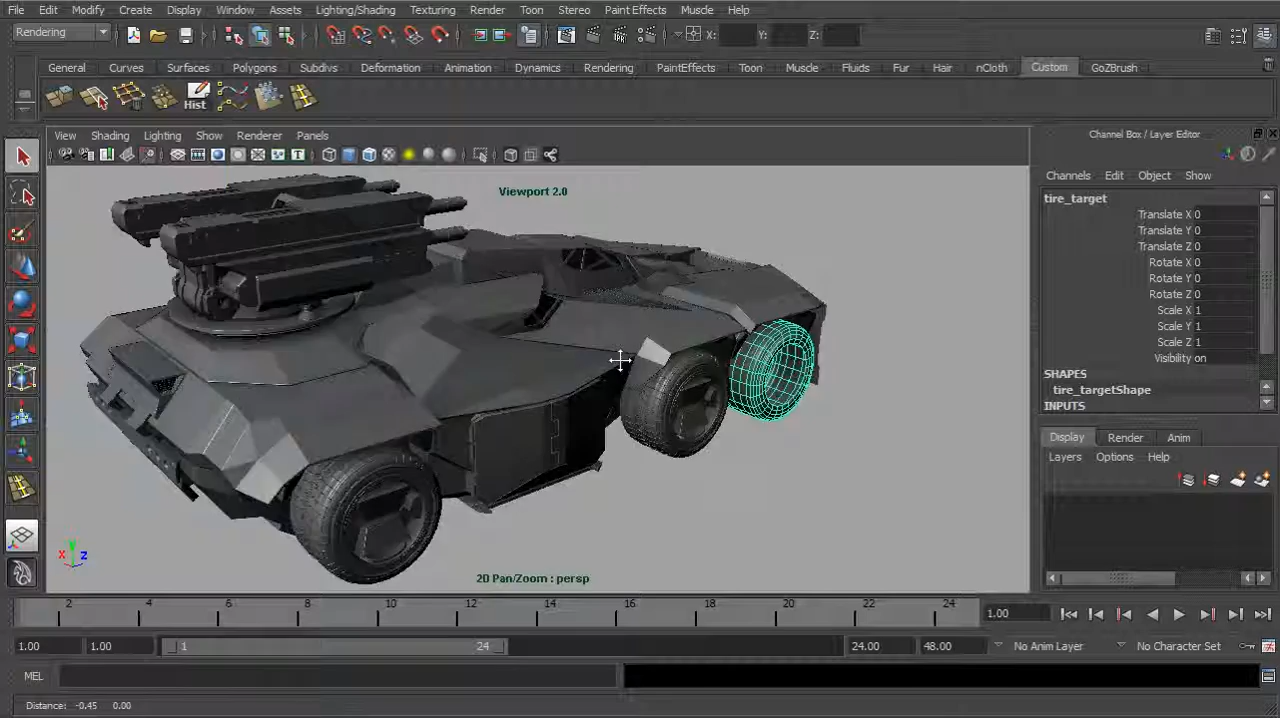 File Edit Modify Create Display Window Assets Lighting/Shading Texturing Render Toon Stereo Paint Effects Muscle Help
Rendering X: Y: Z:
General Curves Surfaces Polygons Subdivs Deformation Animation Dynamics Rendering PaintEffects Toon Muscle Fluids Fur Hair nCloth Custom GoZBrush
Hist
View Shading Lighting Show Renderer Panels
Viewport 2.0
2D Pan/Zoom : persp
X Y Z
Channel Box / Layer Editor
Channels Edit Object Show
tire_target
Translate X 0
Translate Y 0
Translate Z 0
Rotate X 0
Rotate Y 0
Rotate Z 0
Scale X 1
Scale Y 1
Scale Z 1
Visibility on
SHAPES
tire_targetShape
INPUTS
Display Render Anim
Layers Options Help
2 4 6 8 10 12 14 16 18 20 22 24 1.00
1.00 1.00 1 24 24.00 48.00 No Anim Layer No Character Set
MEL
Distance: -0.45 0.00